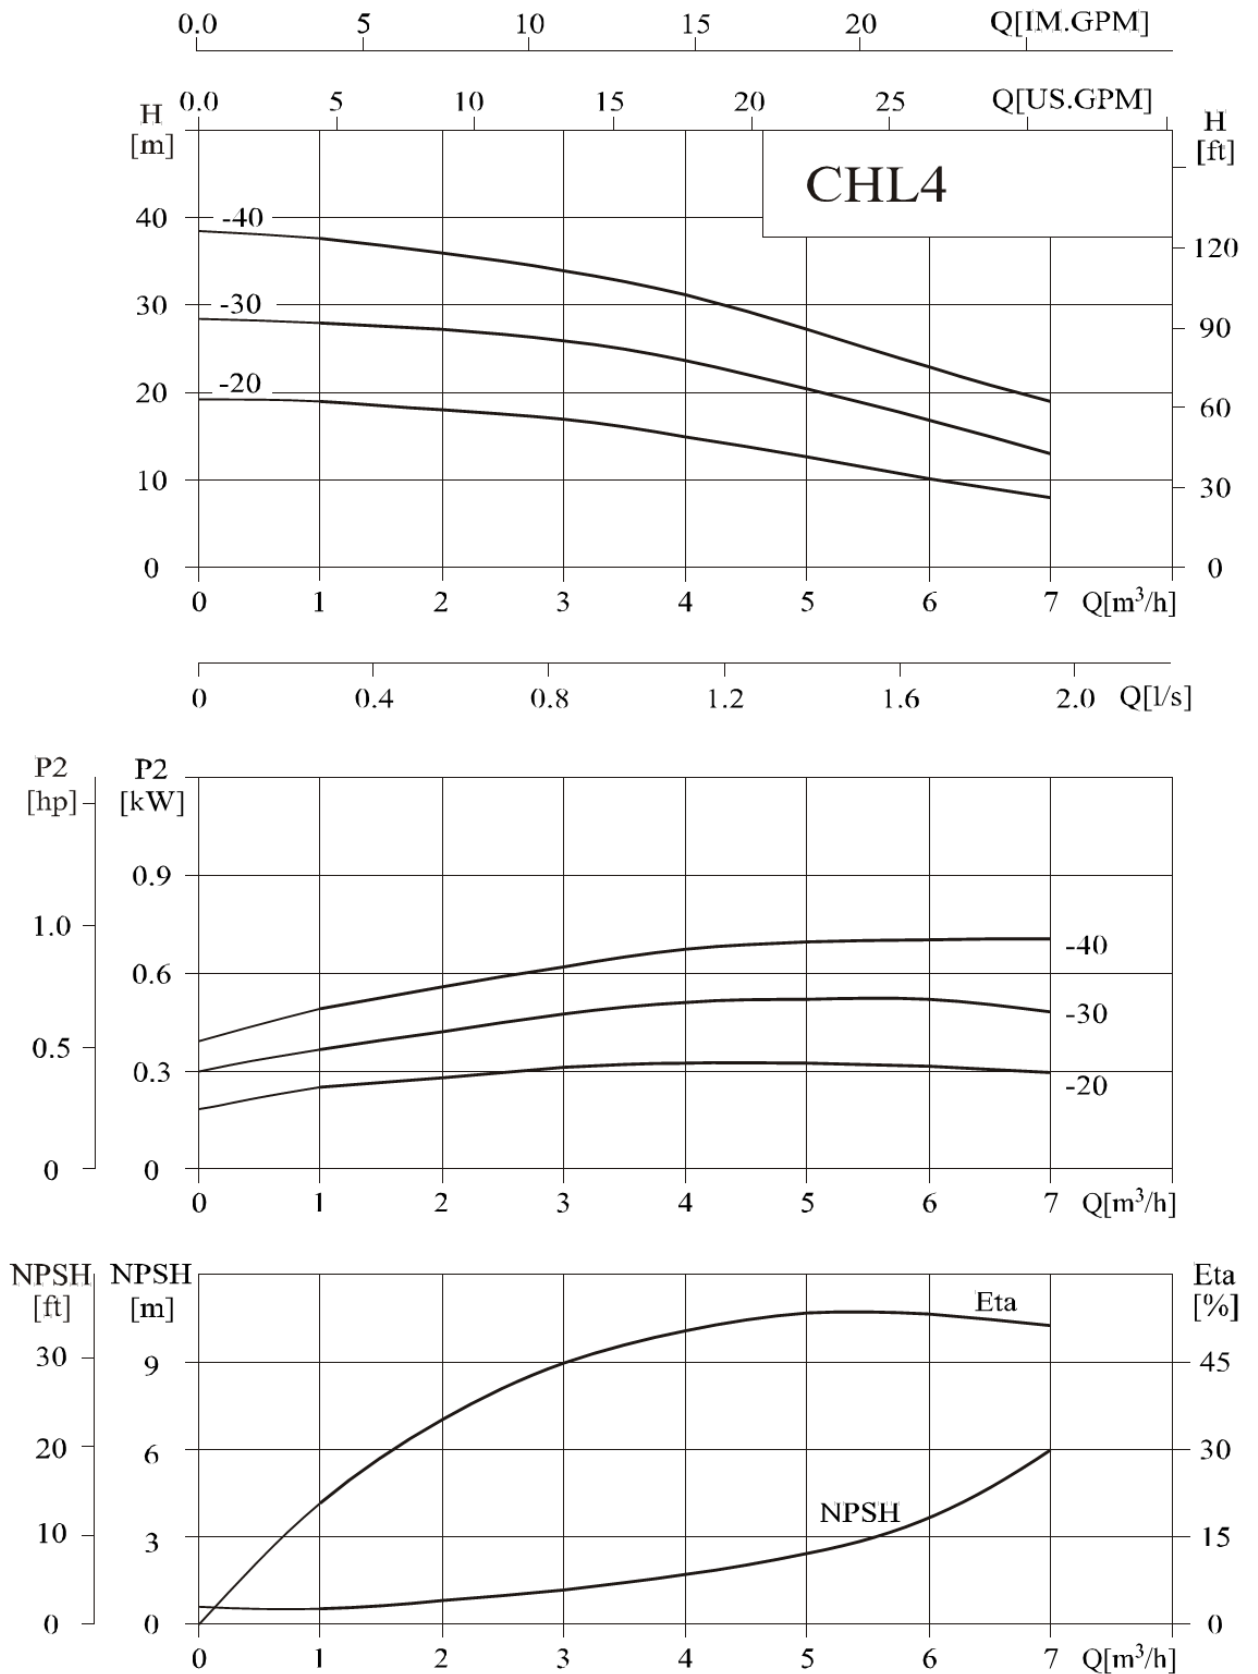 0.0 5 10 15 20 Q[IM.GPM]
0.0 5 10 15 20 25 Q[US.GPM]
H
[m]
H
[ft]
CHL4
40 -40
120
30 -30
90
20 -20
60
10
30
0
0
0 1 2 3 4 5 6 7 Q[m³/h]
0 0.4 0.8 1.2 1.6 2.0 Q[l/s]
P2 P2
[hp] [kW]
0.9
1.0
-40
0.6
-30
0.5
0.3
-20
0 0
0 1 2 3 4 5 6 7 Q[m³/h]
NPSH NPSH Eta
[ft] [m] [%]
Eta
30 9 45
20 6 30
NPSH
10 3 15
0 0 0
0 1 2 3 4 5 6 7 Q[m³/h]